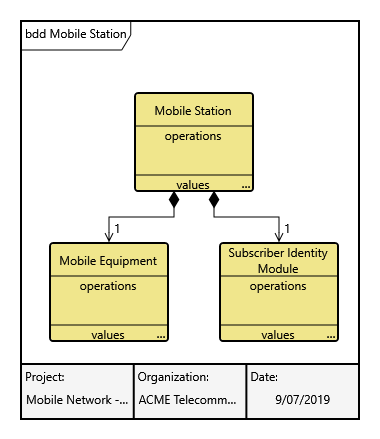 bdd Mobile Station
Mobile Station
operations
values ...
1
1
Mobile Equipment
operations
values ...
Subscriber Identity
Module
operations
values ...
Project:
Mobile Network -...
Organization:
ACME Telecomm...
Date:
9/07/2019